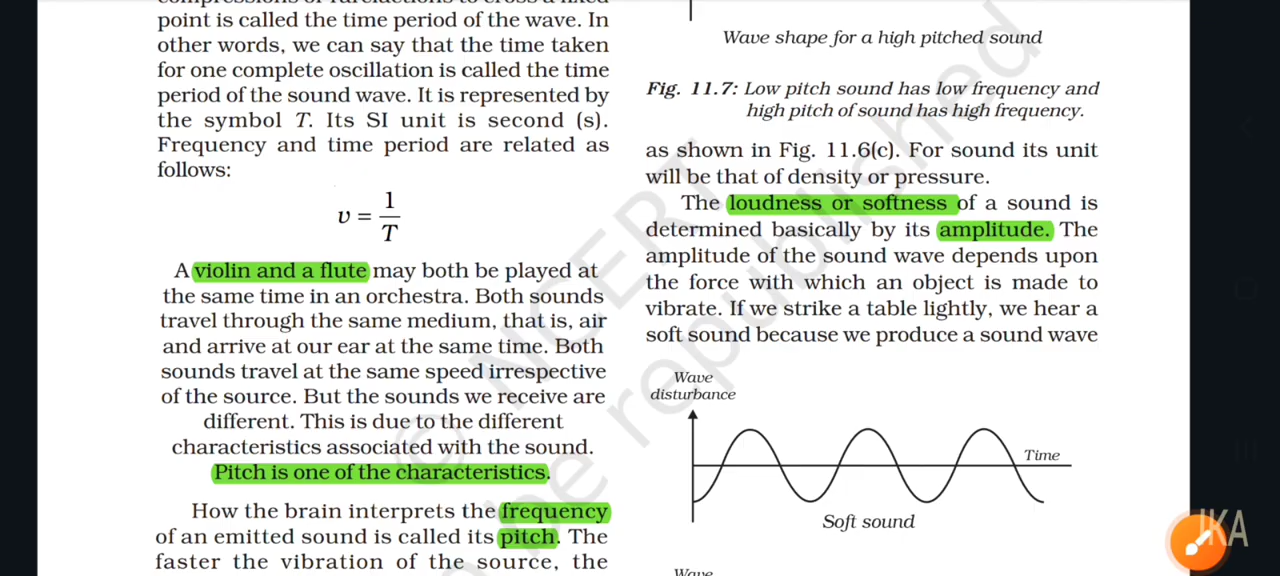 compressions or rarefactions to cross a fixed
point is called the time period of the wave. In
other words, we can say that the time taken
for one complete oscillation is called the time
period of the sound wave. It is represented by
the symbol T. Its SI unit is second (s).
Frequency and time period are related as
follows:
υ = 1/T
A violin and a flute may both be played at
the same time in an orchestra. Both sounds
travel through the same medium, that is, air
and arrive at our ear at the same time. Both
sounds travel at the same speed irrespective
of the source. But the sounds we receive are
different. This is due to the different
characteristics associated with the sound.
Pitch is one of the characteristics.
How the brain interprets the frequency
of an emitted sound is called its pitch. The
faster the vibration of the source, the
Wave shape for a high pitched sound
Fig. 11.7: Low pitch sound has low frequency and
high pitch of sound has high frequency.
as shown in Fig. 11.6(c). For sound its unit
will be that of density or pressure.
The loudness or softness of a sound is
determined basically by its amplitude. The
amplitude of the sound wave depends upon
the force with which an object is made to
vibrate. If we strike a table lightly, we hear a
soft sound because we produce a sound wave
Wave
disturbance
Time
Soft sound
Wave
© NCERT
be republished